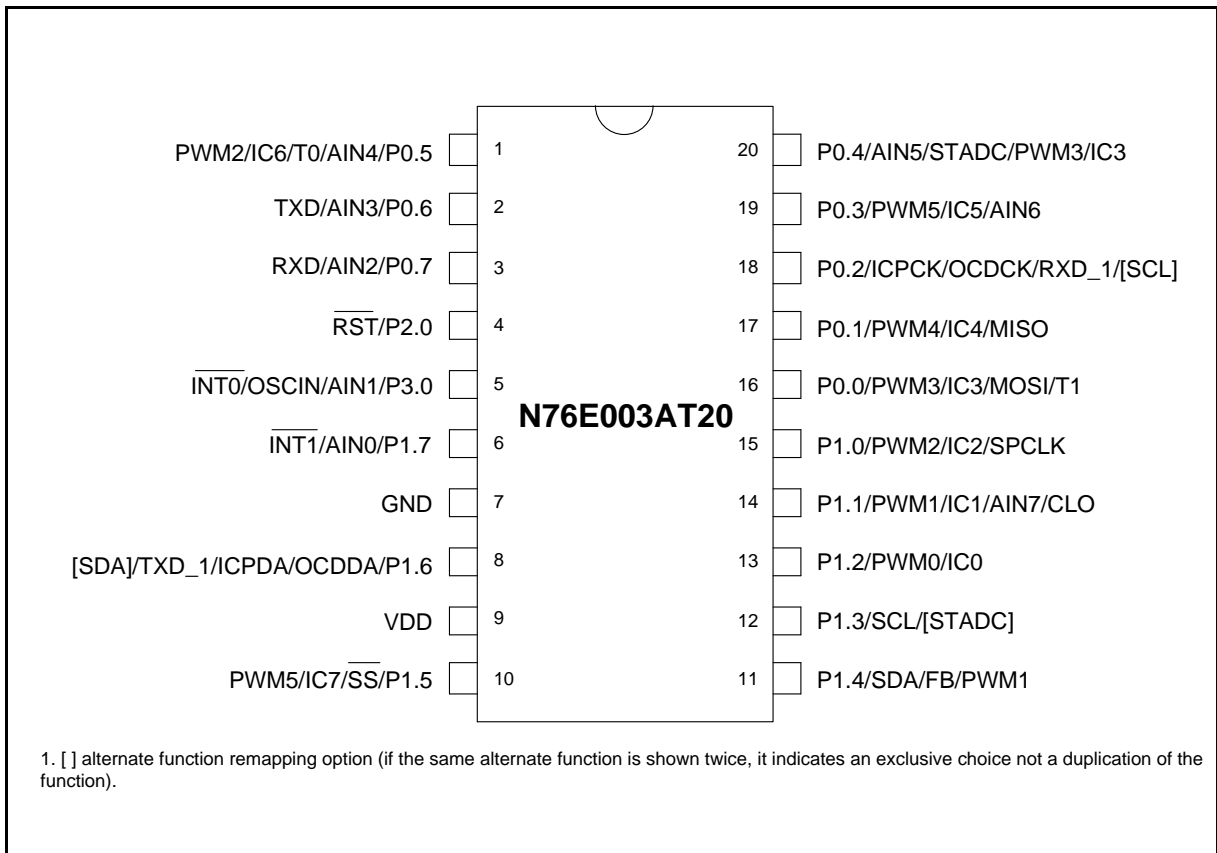 PWM2/IC6/T0/AIN4/P0.5 1 20 P0.4/AIN5/STADC/PWM3/IC3
TXD/AIN3/P0.6 2 19 P0.3/PWM5/IC5/AIN6
RXD/AIN2/P0.7 3 18 P0.2/ICPCK/OCDCK/RXD_1/[SCL]
R̅S̅T̅/P2.0 4 17 P0.1/PWM4/IC4/MISO
I̅N̅T̅0̅/OSCIN/AIN1/P3.0 5 16 P0.0/PWM3/IC3/MOSI/T1
N76E003AT20
I̅N̅T̅1̅/AIN0/P1.7 6 15 P1.0/PWM2/IC2/SPCLK
GND 7 14 P1.1/PWM1/IC1/AIN7/CLO
[SDA]/TXD_1/ICPDA/OCDDA/P1.6 8 13 P1.2/PWM0/IC0
VDD 9 12 P1.3/SCL/[STADC]
PWM5/IC7/S̅S̅/P1.5 10 11 P1.4/SDA/FB/PWM1
1. [ ] alternate function remapping option (if the same alternate function is shown twice, it indicates an exclusive choice not a duplication of the
function).